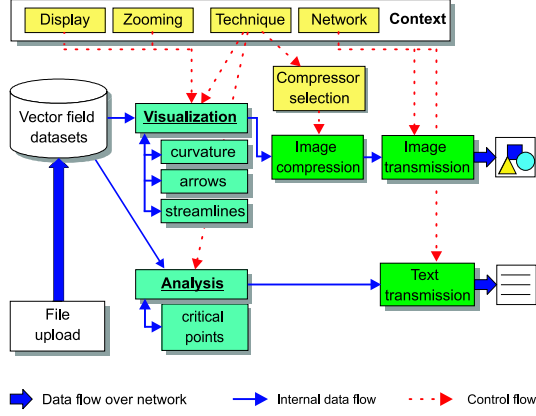 Display
Zooming
Technique
Network
Context
Compressor
selection
Vector field
datasets
Visualization
curvature
arrows
streamlines
Image
compression
Image
transmission
Analysis
critical
points
Text
transmission
File
upload
Data flow over network
Internal data flow
Control flow